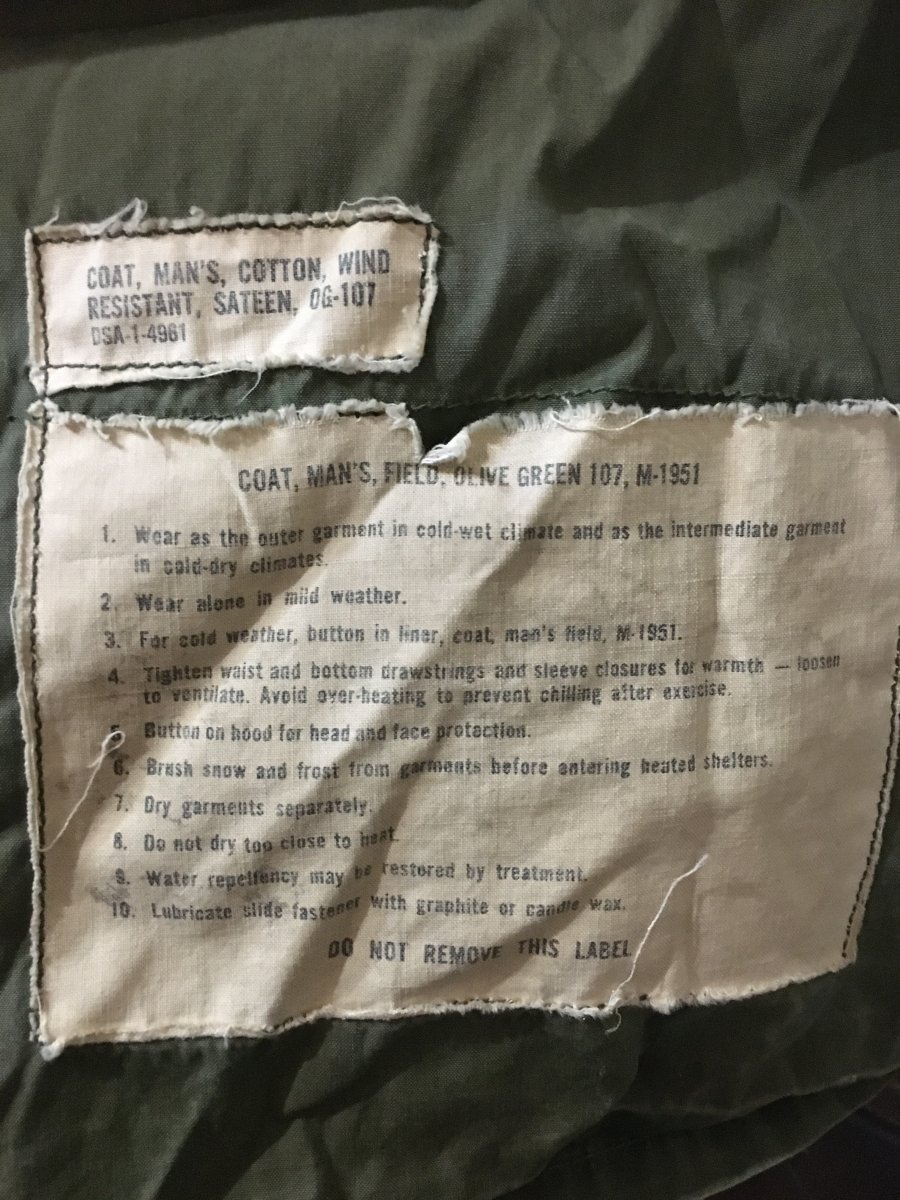 COAT, MAN'S, COTTON, WIND
RESISTANT, SATEEN, OG-107
DSA-1-4961
COAT, MAN'S, FIELD, OLIVE GREEN 107, M-1951
1. Wear as the outer garment in cold-wet climate and as the intermediate garment
in cold-dry climates.
2. Wear alone in mild weather.
3. For cold weather, button in liner, coat, man's field, M-1951.
4. Tighten waist and bottom drawstrings and sleeve closures for warmth — loosen
to ventilate. Avoid over-heating to prevent chilling after exercise.
5. Button on hood for head and face protection.
6. Brush snow and frost from garments before entering heated shelters.
7. Dry garments separately.
8. Do not dry too close to heat.
9. Water repellency may be restored by treatment.
10. Lubricate slide fastener with graphite or candle wax.
DO NOT REMOVE THIS LABEL